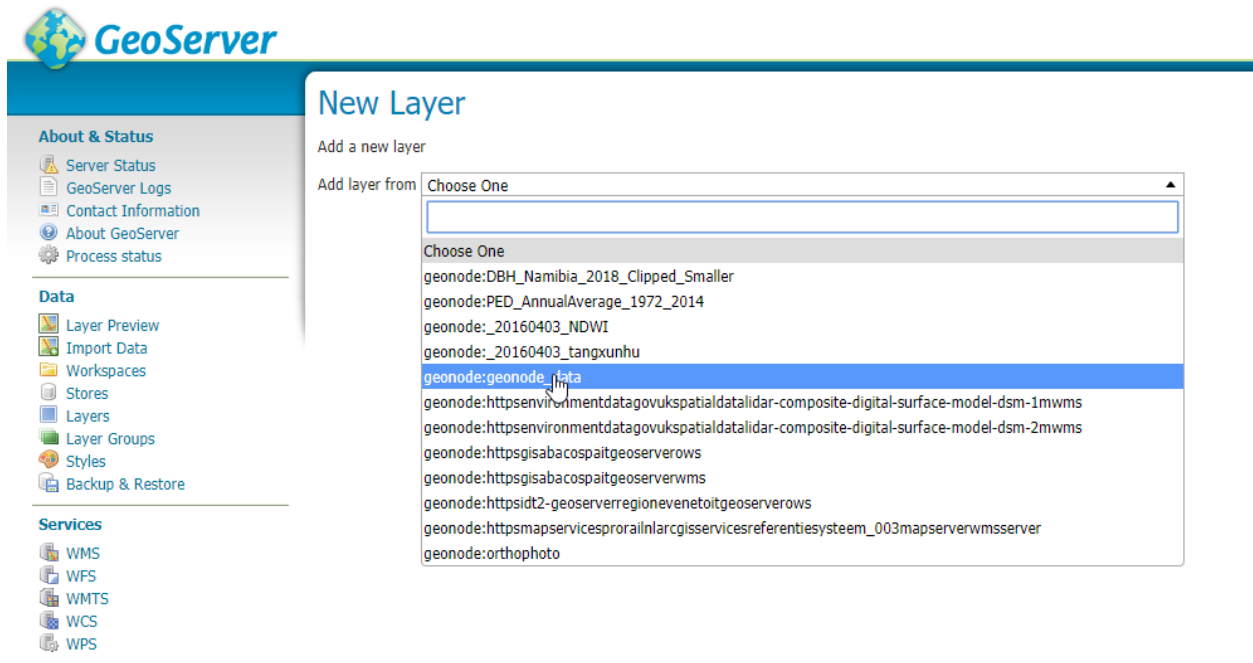 GeoServer
New Layer
Add a new layer
Add layer from Choose One
Choose One
geonode:DBH_Namibia_2018_Clipped_Smaller
geonode:PED_AnnualAverage_1972_2014
geonode:_20160403_NDWI
geonode:_20160403_tangxunhu
geonode:geonode_data
geonode:httpsenvironmentdatagovukspatialdatalidar-composite-digital-surface-model-dsm-1mwms
geonode:httpsenvironmentdatagovukspatialdatalidar-composite-digital-surface-model-dsm-2mwms
geonode:httpsgisabacospaitgeoserverows
geonode:httpsgisabacospaitgeoserverwms
geonode:httpsidt2-geoserverregionevenetoitgeoserverows
geonode:httpsmapservicesprorailnlarcgisservicesreferentiesysteem_003mapserverwmsserver
geonode:orthophoto
About & Status
Server Status
GeoServer Logs
Contact Information
About GeoServer
Process status
Data
Layer Preview
Import Data
Workspaces
Stores
Layers
Layer Groups
Styles
Backup & Restore
Services
WMS
WFS
WMTS
WCS
WPS